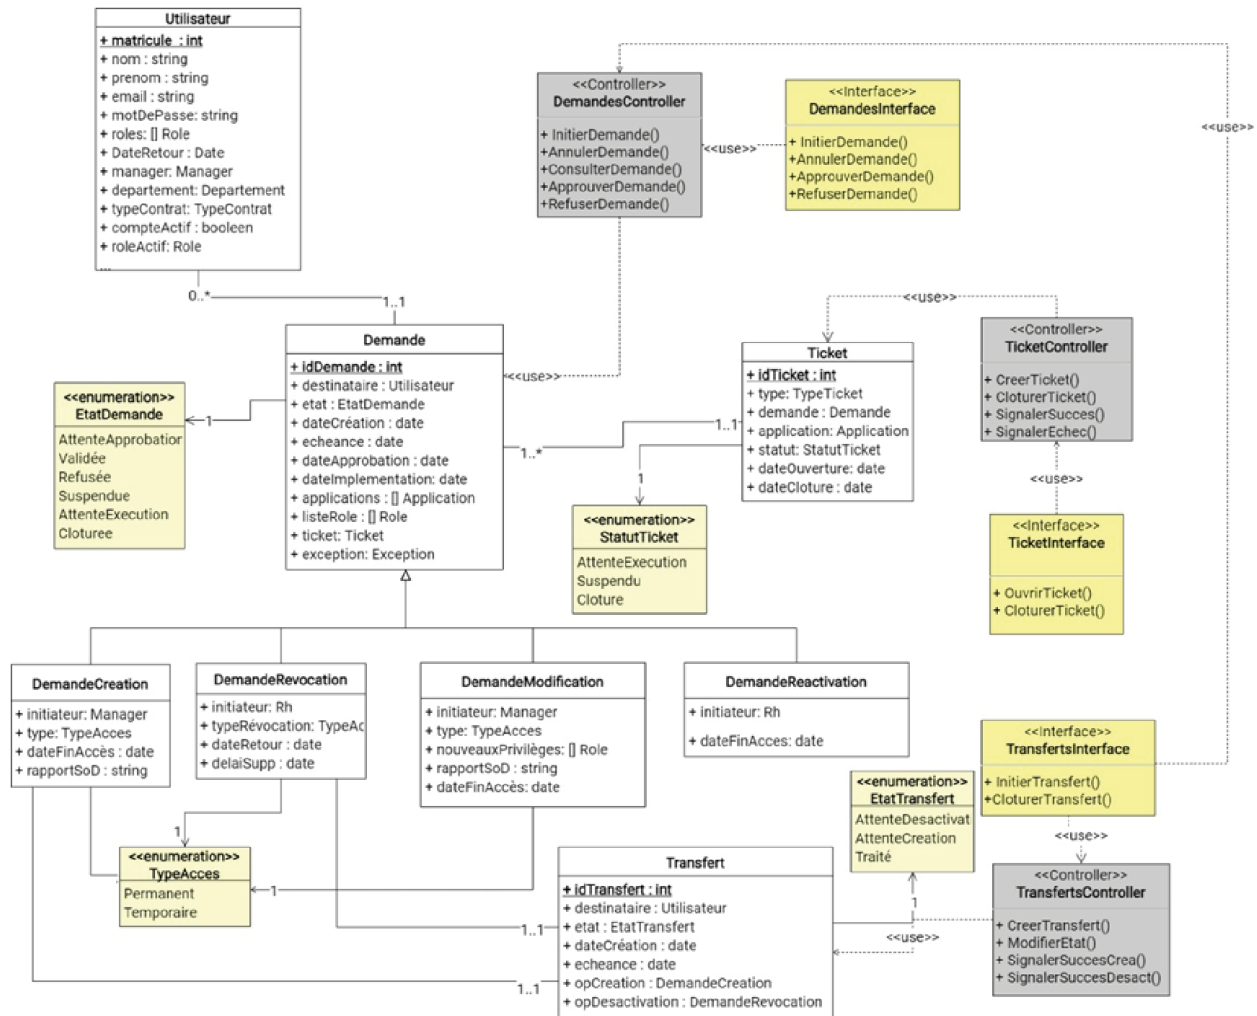 Utilisateur
+ matricule : int
+ nom : string
+ prenom : string
+ email : string
+ motDePasse: string
+ roles: [] Role
+ DateRetour : Date
+ manager: Manager
+ departement: Departement
+ typeContrat: TypeContrat
+ compteActif : booleen
+ roleActif: Role
...
0..*
1..1
<<Controller>>
DemandesController
+ InitierDemande()
+AnnulerDemande()
+ConsulterDemande()
+ApprouverDemande()
+RefuserDemande()
<<use>>
<<Interface>>
DemandesInterface
+ InitierDemande()
+AnnulerDemande()
+ApprouverDemande()
+RefuserDemande()
<<use>>
Demande
+ idDemande : int
+ destinataire : Utilisateur
+ etat : EtatDemande
+ dateCréation : date
+ echeance : date
+ dateApprobation : date
+ dateImplementation: date
+ applications : [] Application
+ listeRole : [] Role
+ ticket: Ticket
+ exception: Exception
<<use>>
1..*
1..1
<<enumeration>>
EtatDemande
AttenteApprobatior
Validée
Refusée
Suspendue
AttenteExecution
Cloturee
1
Ticket
+ idTicket : int
+ type: TypeTicket
+ demande : Demande
+ application: Application
+ statut: StatutTicket
+ dateOuverture: date
+ dateCloture : date
<<use>>
1
<<Controller>>
TicketController
+ CreerTicket()
+ CloturerTicket()
+ SignalerSucces()
+ SignalerEchec()
<<use>>
<<enumeration>>
StatutTicket
AttenteExecution
Suspendu
Cloture
<<Interface>>
TicketInterface
+ OuvrirTicket()
+ CloturerTicket()
DemandeCreation
+ initiateur: Manager
+ type: TypeAcces
+ dateFinAccès : date
+ rapportSoD : string
DemandeRevocation
+ initiateur: Rh
+ typeRévocation: TypeAc
+ dateRetour : date
+ delaiSupp : date
DemandeModification
+ initiateur: Manager
+ type: TypeAcces
+ nouveauxPrivilèges: [] Role
+ rapportSoD : string
+ dateFinAccès: date
DemandeReactivation
+ initiateur: Rh
+ dateFinAcces: date
<<Interface>>
TransfertsInterface
+ InitierTransfert()
+CloturerTransfert()
<<use>>
<<enumeration>>
EtatTransfert
AttenteDesactivat
AttenteCreation
Traité
1
<<enumeration>>
TypeAcces
Permanent
Temporaire
1
1
Transfert
+ idTransfert : int
+ destinataire : Utilisateur
+ etat : EtatTransfert
+ dateCréation : date
+ echeance : date
+ opCreation : DemandeCreation
+ opDesactivation : DemandeRevocation
1..1
1..1
<<use>>
<<Controller>>
TransfertsController
+ CreerTransfert()
+ ModifierEtat()
+ SignalerSuccesCrea()
+ SignalerSuccesDesact()